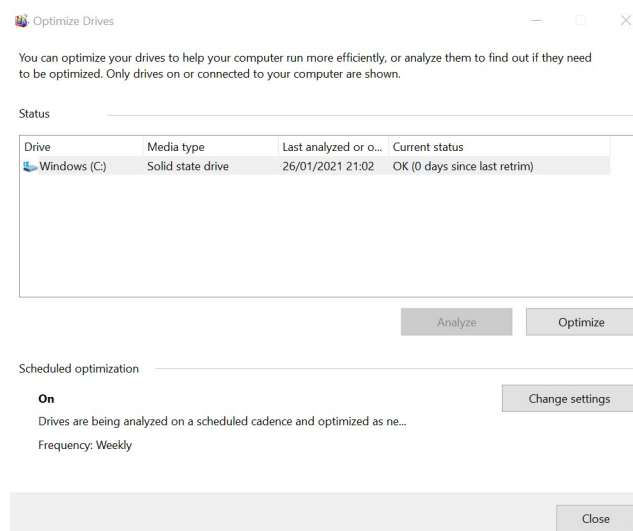 Optimize Drives
You can optimize your drives to help your computer run more efficiently, or analyze them to find out if they need
to be optimized. Only drives on or connected to your computer are shown.
Status
Drive Media type Last analyzed or o... Current status
Windows (C:) Solid state drive 26/01/2021 21:02 OK (0 days since last retrim)
Analyze Optimize
Scheduled optimization
On Change settings
Drives are being analyzed on a scheduled cadence and optimized as ne...
Frequency: Weekly
Close